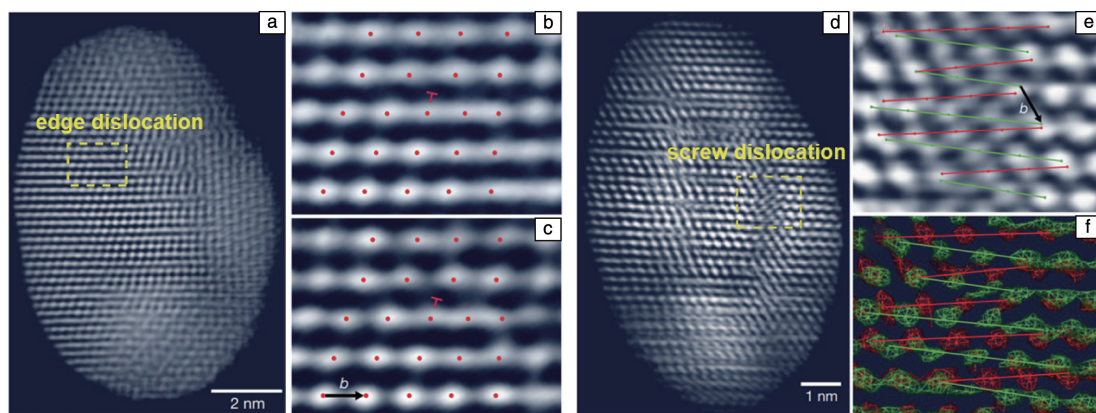 a
edge dislocation
2 nm
b
c
b
d
screw dislocation
1 nm
e
b
f